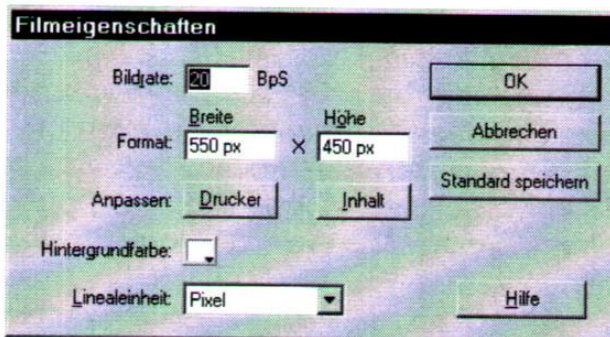 Filmeigenschaften
Bildrate: 20 BpS
OK
Breite Höhe
Format: 550 px × 450 px
Abbrechen
Anpassen: Drucker Inhalt
Standard speichern
Hintergrundfarbe:
Linealeinheit: Pixel
Hilfe